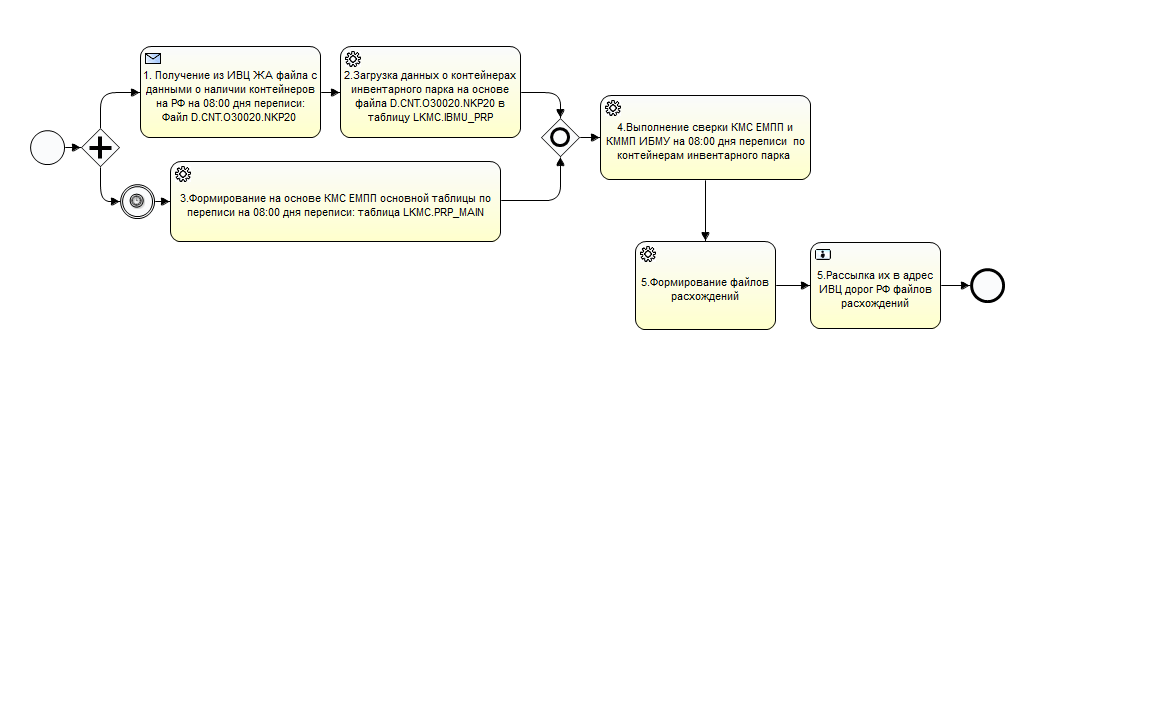 1. Получение из ИВЦ ЖА файла с
данными о наличии контейнеров
на РФ на 08:00 дня переписи:
Файл D.CNT.O30020.NKP20
2.Загрузка данных о контейнерах
инвентарного парка на основе
файла D.CNT.O30020.NKP20 в
таблицу LKMC.IBMU_PRP
3.Формирование на основе КМС ЕМПП основной таблицы по
переписи на 08:00 дня переписи: таблица LKMC.PRP_MAIN
4.Выполнение сверки КМС ЕМПП и
КММП ИБМУ на 08:00 дня переписи  по
контейнерам инвентарного парка
5.Формирование файлов
расхождений
5.Рассылка их в адрес
ИВЦ дорог РФ файлов
расхождений